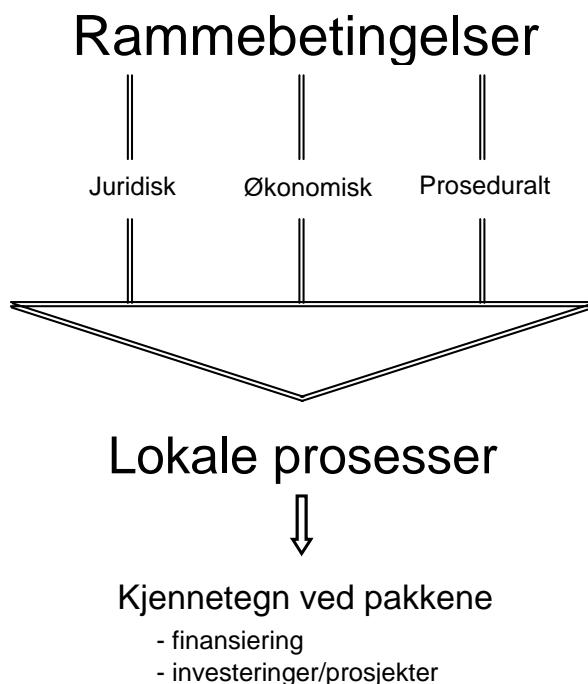 Rammebetingelser
Juridisk Økonomisk Proseduralt
Lokale prosesser
Kjennetegn ved pakkene
- finansiering
- investeringer/prosjekter